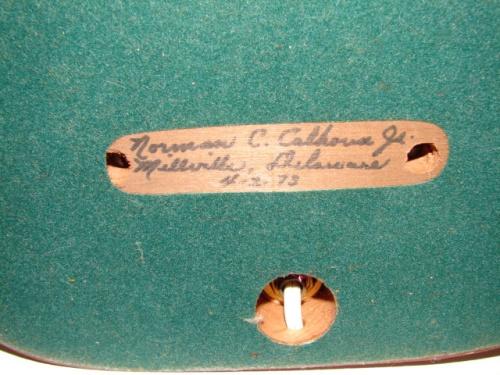 Norman C. Calhoun Jr.
Millville, Delaware
4-2-73